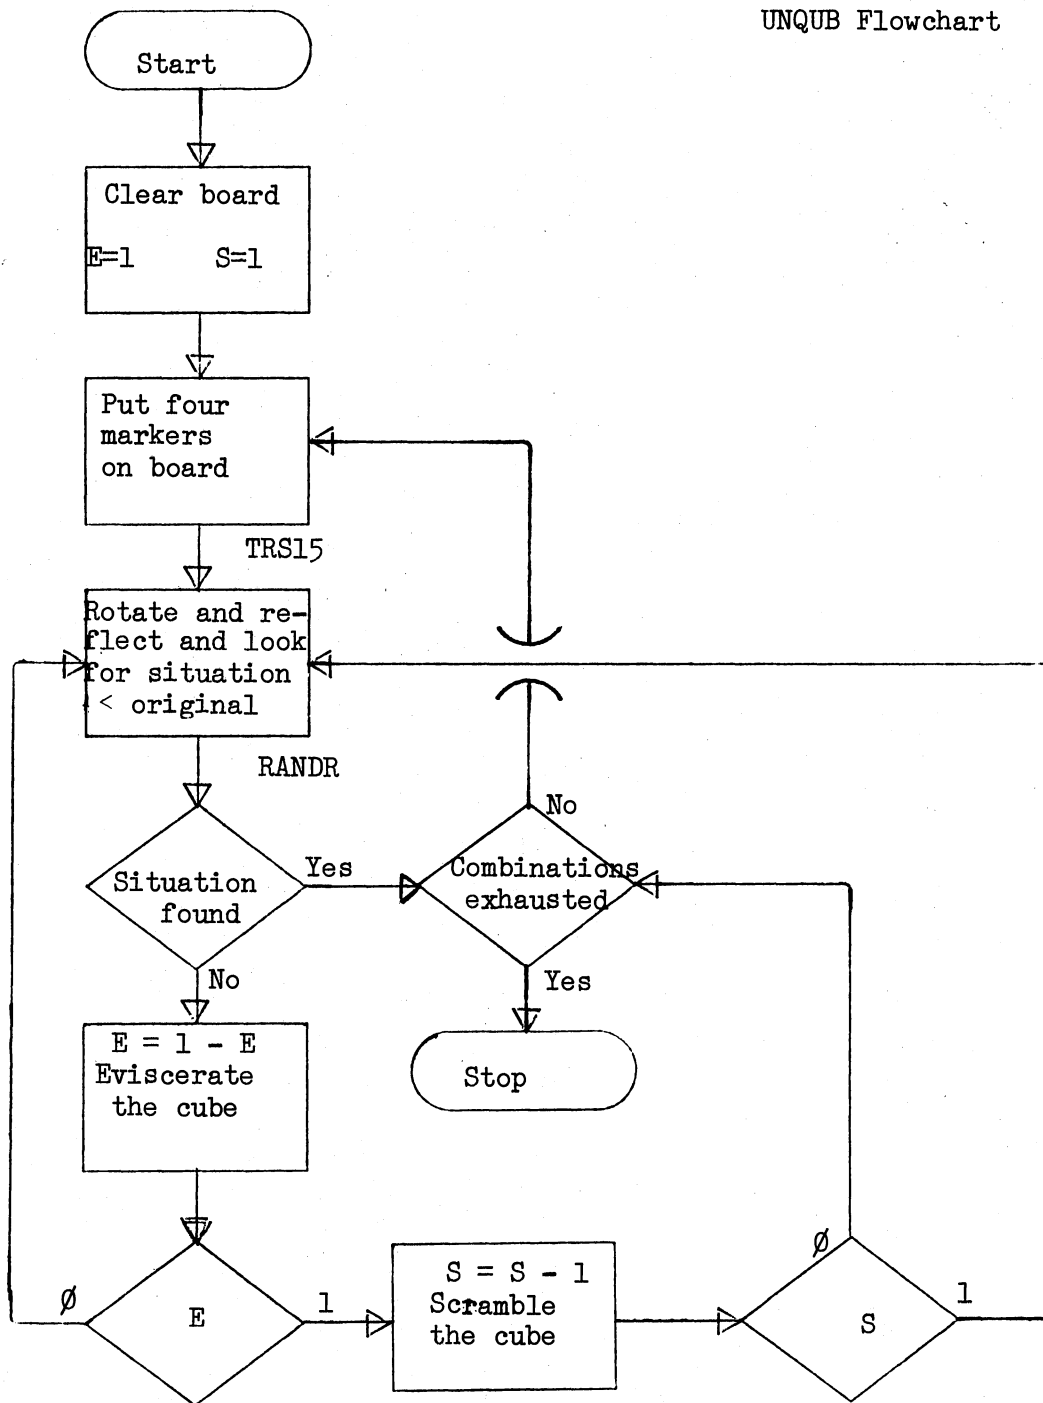 UNQUB Flowchart
Start
Clear board
E=1 S=1
Put four
markers
on board
TRS15
Rotate and re-
flect and look
for situation
< original
RANDR
Situation
found
Yes
No
Combinations
exhausted
No
Yes
Stop
E = 1 - E
Eviscerate
the cube
E
Ø
1
S = S - 1
Scramble
the cube
S
Ø
1